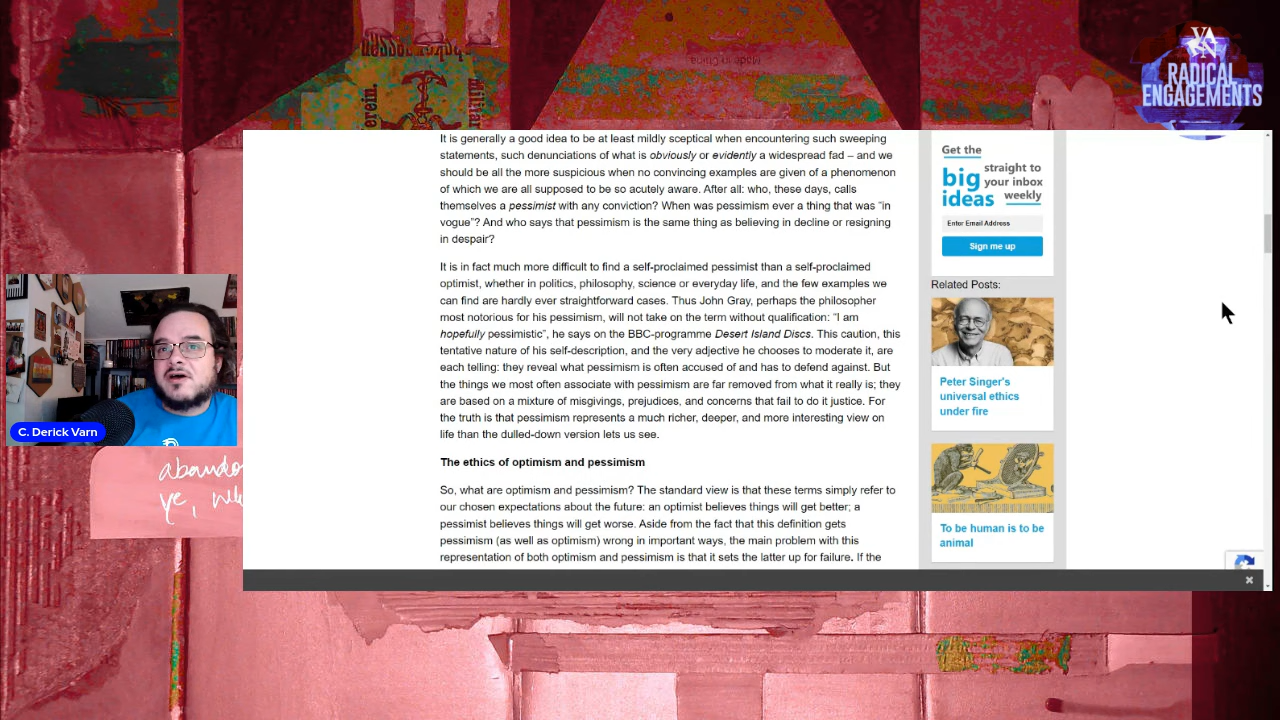 Made in China
erein.
VARN
RADICAL
ENGAGEMENTS
It is generally a good idea to be at least mildly sceptical when encountering such sweeping
statements, such denunciations of what is obviously or evidently a widespread fad – and we
should be all the more suspicious when no convincing examples are given of a phenomenon
of which we are all supposed to be so acutely aware. After all: who, these days, calls
themselves a pessimist with any conviction? When was pessimism ever a thing that was “in
vogue”? And who says that pessimism is the same thing as believing in decline or resigning
in despair?
It is in fact much more difficult to find a self-proclaimed pessimist than a self-proclaimed
optimist, whether in politics, philosophy, science or everyday life, and the few examples we
can find are hardly ever straightforward cases. Thus John Gray, perhaps the philosopher
most notorious for his pessimism, will not take on the term without qualification: “I am
hopefully pessimistic”, he says on the BBC-programme Desert Island Discs. This caution, this
tentative nature of his self-description, and the very adjective he chooses to moderate it, are
each telling: they reveal what pessimism is often accused of and has to defend against. But
the things we most often associate with pessimism are far removed from what it really is; they
are based on a mixture of misgivings, prejudices, and concerns that fail to do it justice. For
the truth is that pessimism represents a much richer, deeper, and more interesting view on
life than the dulled-down version lets us see.
The ethics of optimism and pessimism
So, what are optimism and pessimism? The standard view is that these terms simply refer to
our chosen expectations about the future: an optimist believes things will get better; a
pessimist believes things will get worse. Aside from the fact that this definition gets
pessimism (as well as optimism) wrong in important ways, the main problem with this
representation of both optimism and pessimism is that it sets the latter up for failure. If the
Get the
big
ideas
straight to
your inbox
weekly
Enter Email Address
Sign me up
Related Posts:
Peter Singer's
universal ethics
under fire
To be human is to be
animal
C. Derick Varn
abando
ye,